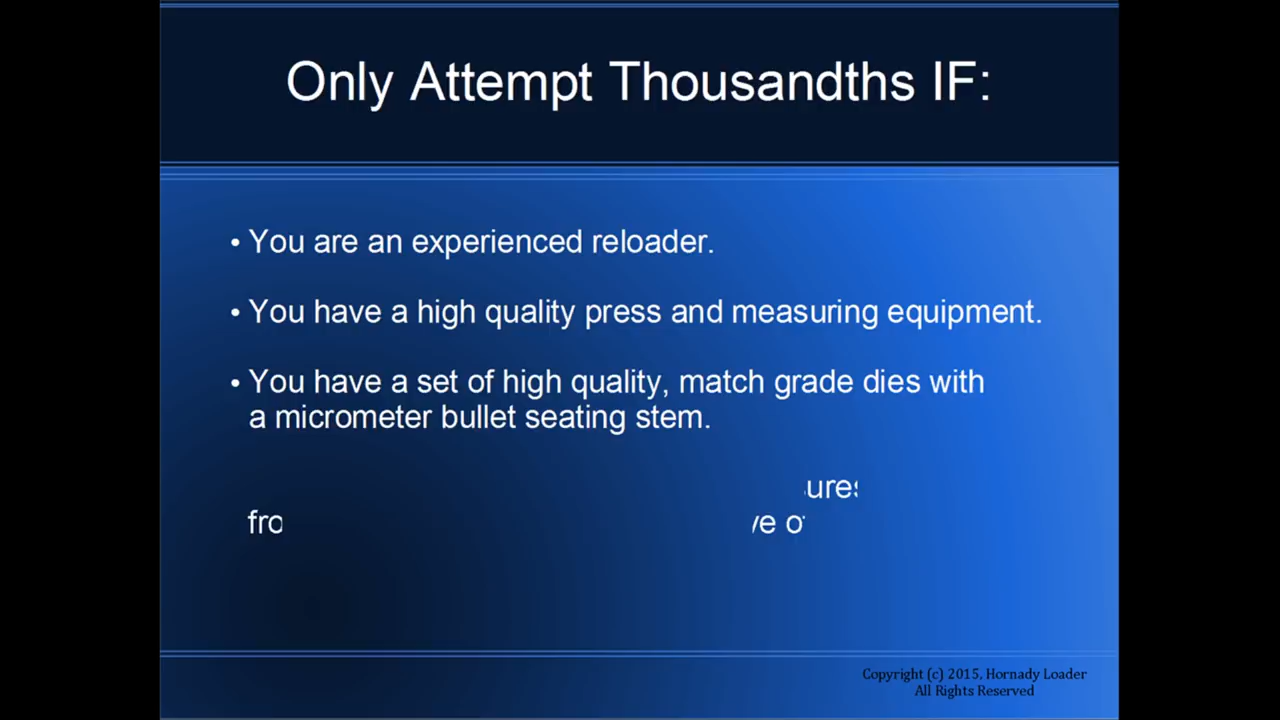 Only Attempt Thousandths IF:
• You are an experienced reloader.
• You have a high quality press and measuring equipment.
• You have a set of high quality, match grade dies with
a micrometer bullet seating stem.
Copyright (c) 2015, Hornady Loader
All Rights Reserved